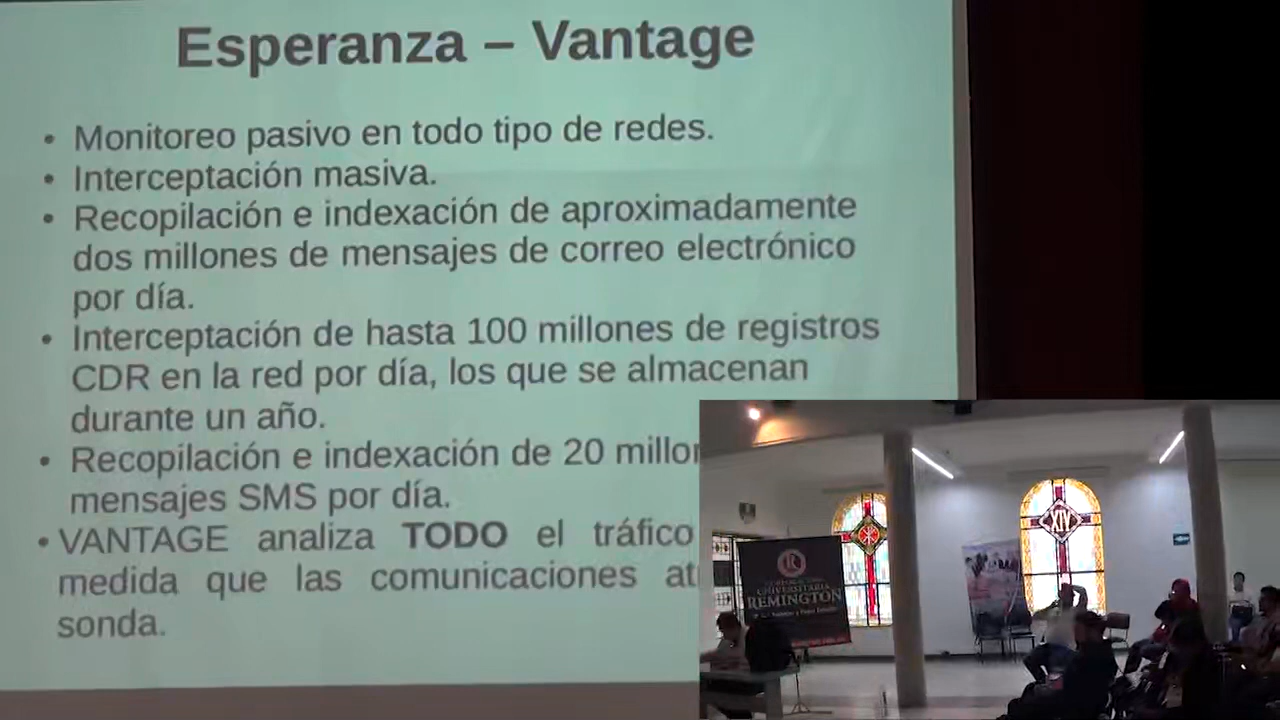 Esperanza – Vantage
• Monitoreo pasivo en todo tipo de redes.
• Interceptación masiva.
• Recopilación e indexación de aproximadamente
dos millones de mensajes de correo electrónico
por día.
• Interceptación de hasta 100 millones de registros
CDR en la red por día, los que se almacenan
durante un año.
• Recopilación e indexación de 20 millon
mensajes SMS por día.
• VANTAGE analiza TODO el tráfico
medida que las comunicaciones at
sonda.
XIV
UNIVERSITARIA
REMINGTON